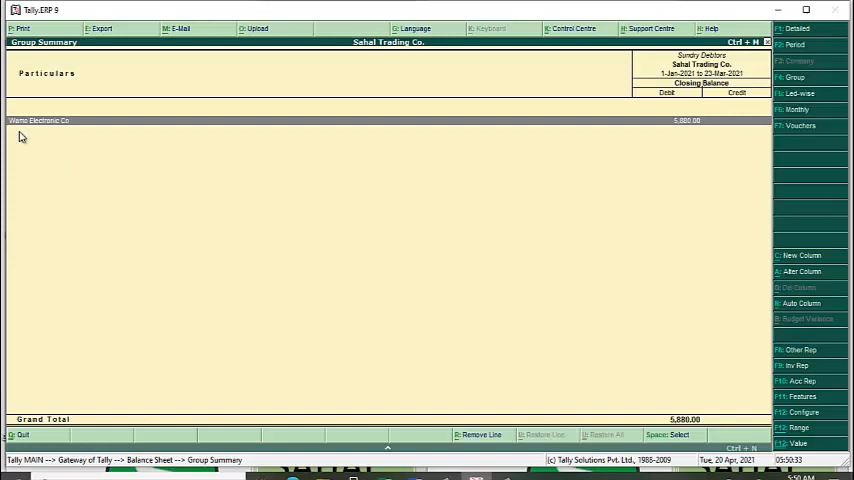 Tally.ERP 9
P: Print E: Export M: E-Mail O: Upload G: Language K: Keyboard K: Control Centre H: Support Centre H: Help
Group Summary Sahal Trading Co. Ctrl + M
Particulars
Sundry Debtors
Sahal Trading Co.
1-Jan-2021 to 23-Mar-2021
Closing Balance
Debit Credit
Wamo Electronic Co 5,880.00
Grand Total 5,880.00
Q: Quit R: Remove Line U: Restore Line U: Restore All Space: Select
Ctrl + N
Tally MAIN --> Gateway of Tally --> Balance Sheet --> Group Summary (c) Tally Solutions Pvt. Ltd., 1988-2009 Tue, 20 Apr, 2021 05:50:33
F1: Detailed
F2: Period
F3: Company
F4: Group
F5: Led-wise
F6: Monthly
F7: Vouchers
C: New Column
A: Alter Column
D: Del Column
N: Auto Column
B: Budget Variance
F8: Other Rep
F9: Inv Rep
F10: Acc Rep
F11: Features
F12: Configure
F12: Range
F12: Value
5:50 AM